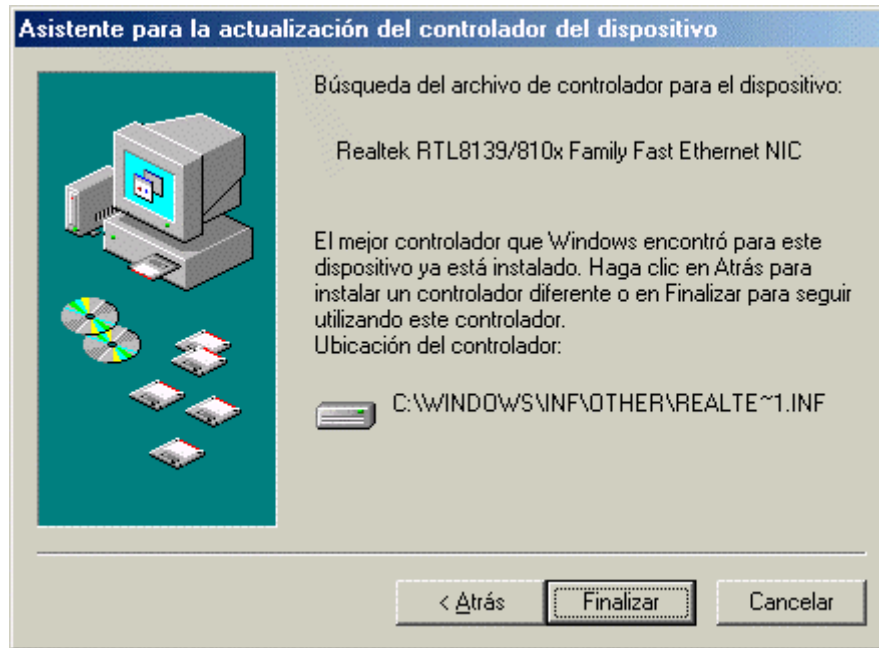 Asistente para la actualización del controlador del dispositivo
Búsqueda del archivo de controlador para el dispositivo:
Realtek RTL8139/810x Family Fast Ethernet NIC
El mejor controlador que Windows encontró para este
dispositivo ya está instalado. Haga clic en Atrás para
instalar un controlador diferente o en Finalizar para seguir
utilizando este controlador.
Ubicación del controlador:
C:\WINDOWS\INF\OTHER\REALTE~1.INF
< Atrás
Finalizar
Cancelar